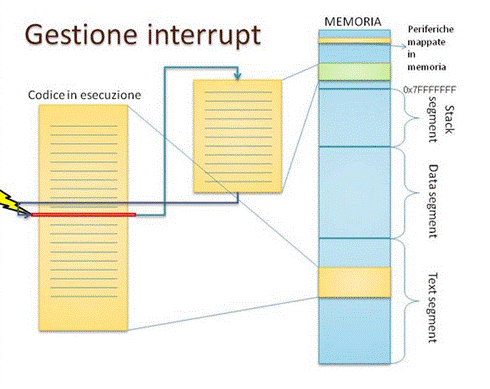 Gestione interrupt
MEMORIA
Periferiche
mappate
in
memoria
Codice in esecuzione
0x7FFFFFFF
Stack
segment
Data segment
Text segment